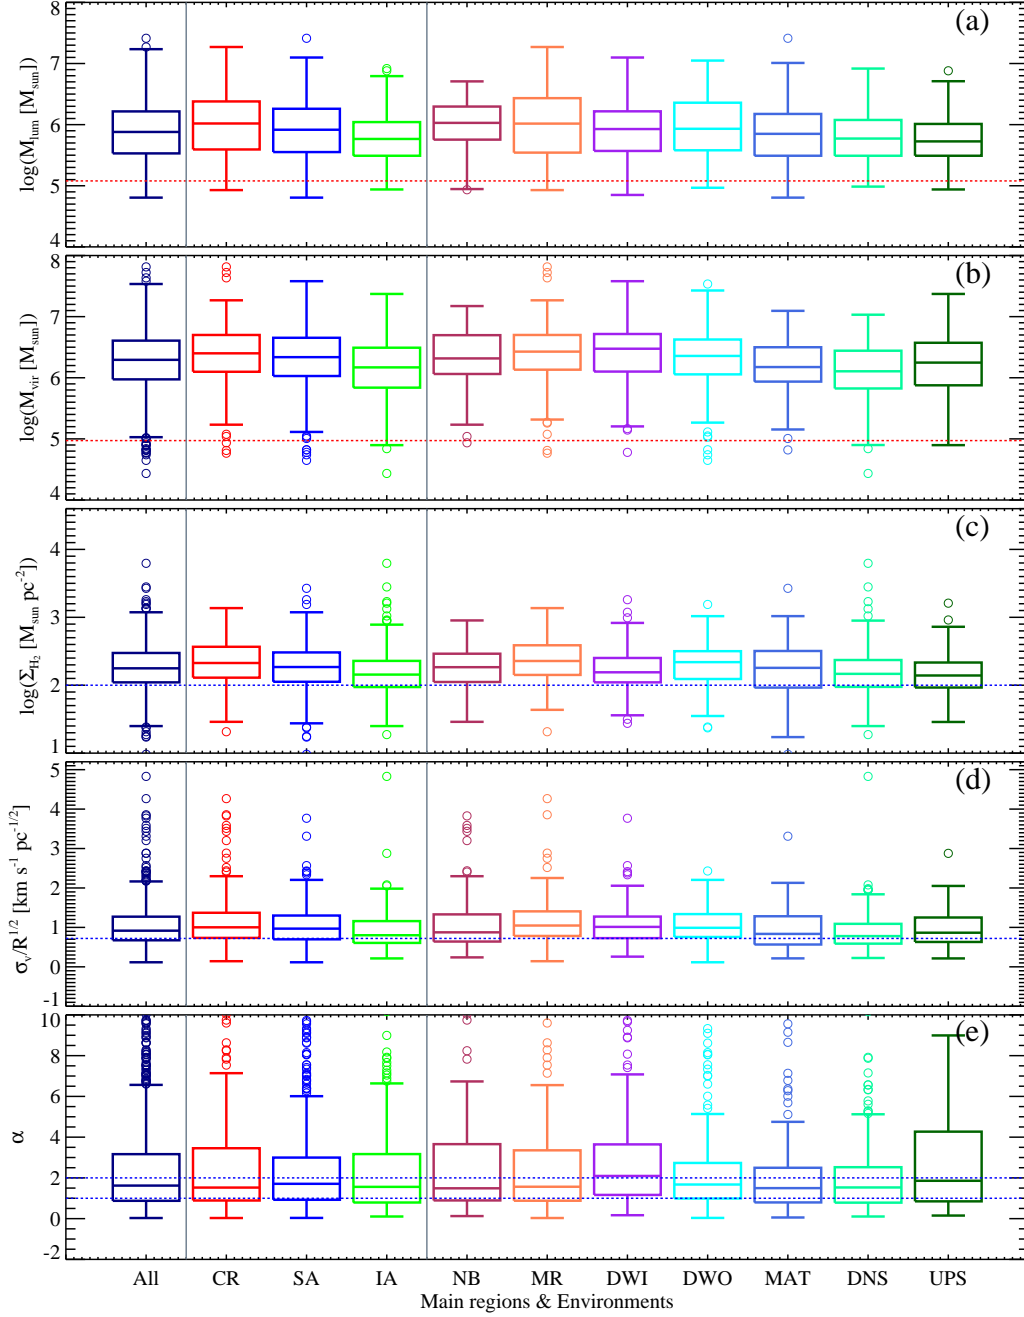 (a)
log(M_lum [M_sun])
8
7
6
5
4
(b)
log(M_vir [M_sun])
8
7
6
5
4
(c)
log(Σ_H₂ [M_sun pc⁻²])
4
3
2
1
(d)
σ_v/R^1/2 [km s⁻¹ pc^-1/2]
5
4
3
2
1
0
-1
(e)
α
10
8
6
4
2
0
-2
All CR SA IA NB MR DWI DWO MAT DNS UPS
Main regions & Environments